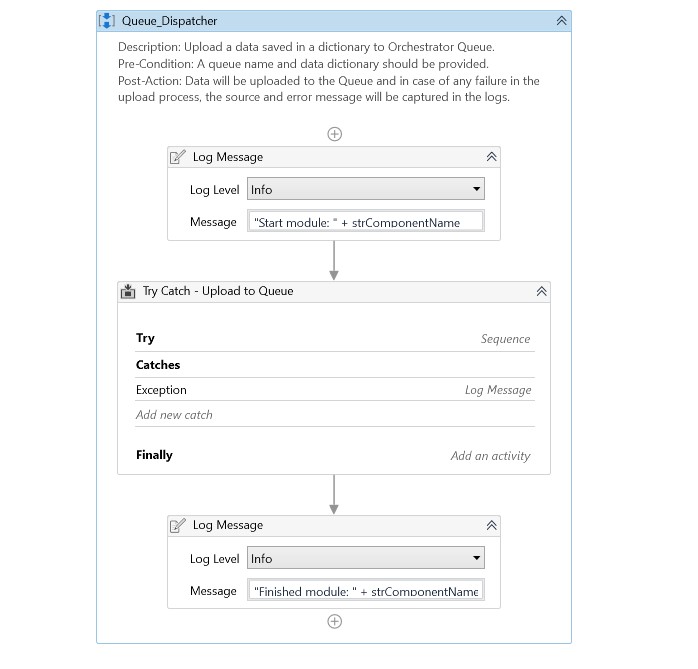 Queue_Dispatcher
Description: Upload a data saved in a dictionary to Orchestrator Queue.
Pre-Condition: A queue name and data dictionary should be provided.
Post-Action: Data will be uploaded to the Queue and in case of any failure in the
upload process, the source and error message will be captured in the logs.
Log Message
Log Level Info
Message "Start module: " + strComponentName
Try Catch - Upload to Queue
Try Sequence
Catches
Exception Log Message
Add new catch
Finally Add an activity
Log Message
Log Level Info
Message "Finished module: " + strComponentName